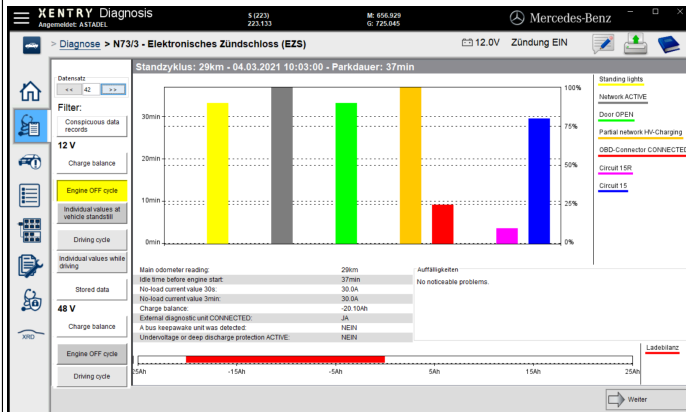 XENTRY Diagnosis
Angemeldet: ASTADEL
S (223)
223.133
M: 656.929
G: 725.045
Mercedes-Benz
> Diagnose > N73/3 - Elektronisches Zündschloss (EZS)
12.0V Zündung EIN
Standzyklus: 29km - 04.03.2021 10:03:00 - Parkdauer: 37min
Datensatz
<< 42 >>
Filter:
Conspicuous data
records
12 V
Charge balance
Engine OFF cycle
Individual values at
vehicle standstill
Driving cycle
Individual values while
driving
Stored data
48 V
Charge balance
Engine OFF cycle
Driving cycle
XRD
30min
20min
10min
0min
100%
75%
50%
25%
0%
Standing lights
Network ACTIVE
Door OPEN
Partial network HV-Charging
OBD-Connector CONNECTED
Circuit 15R
Circuit 15
Main odometer reading: 29km
Idle time before engine start: 37min
No-load current value 30s: 30.0A
No-load current value 3min: 30.0A
Charge balance: -20.10Ah
External diagnostic unit CONNECTED: JA
A bus keepawake unit was detected: NEIN
Undervoltage or deep discharge protection ACTIVE: NEIN
Auffälligkeiten
No noticeable problems.
25Ah -15Ah -5Ah 5Ah 15Ah 25Ah
Ladebilanz
Weiter